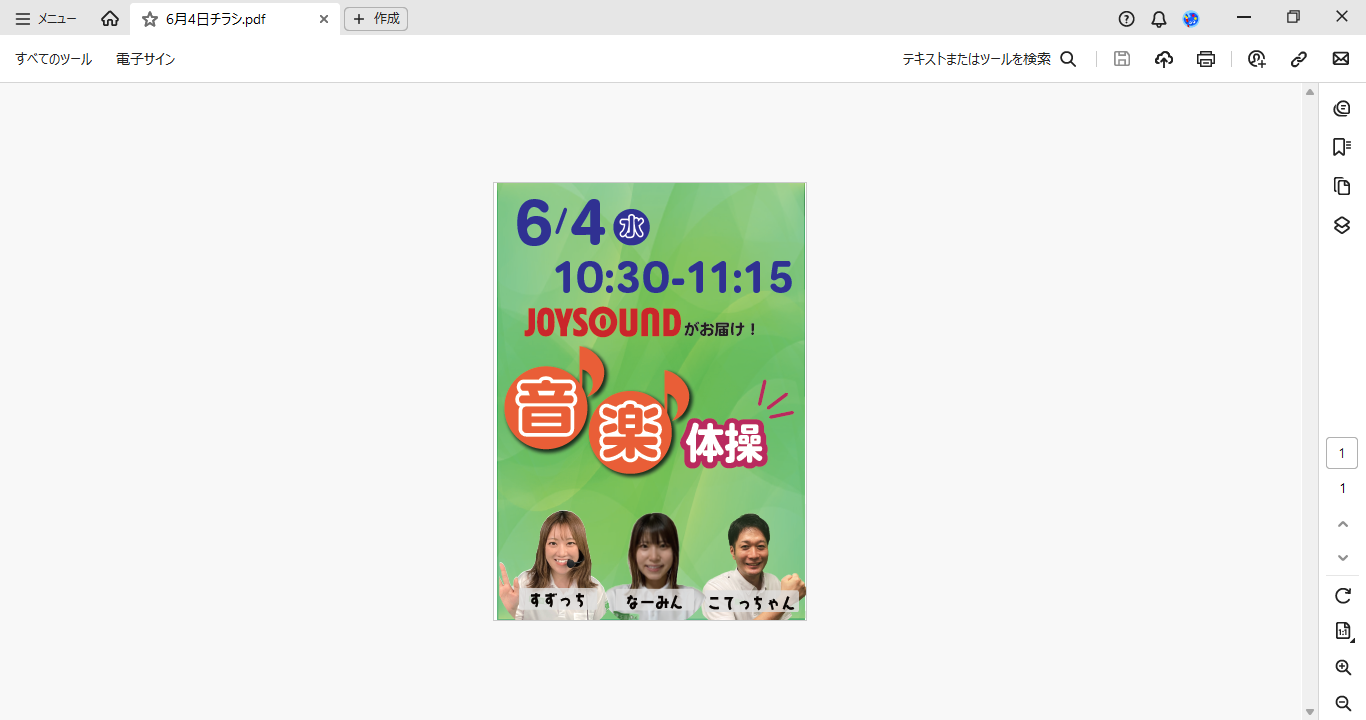 メニュー
6月4日チラシ.pdf
作成
すべてのツール
電子サイン
テキストまたはツールを検索
6/4 水
10:30-11:15
JOYSOUNDがお届け！
音楽体操
すずっち
なーみん
こてっちゃん
1
1
1:1